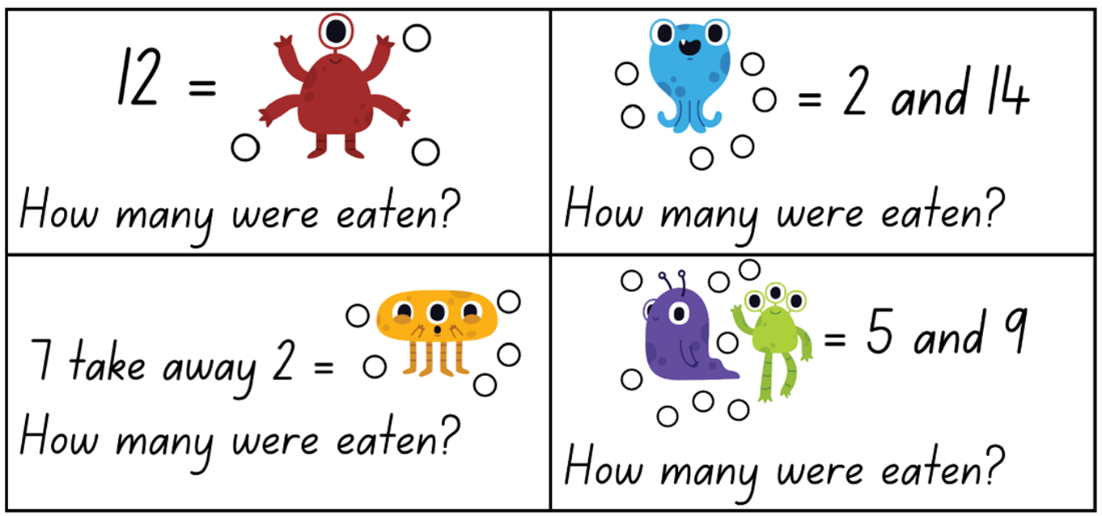 12 =
How many were eaten?
= 2 and 14
How many were eaten?
7 take away 2 =
How many were eaten?
= 5 and 9
How many were eaten?